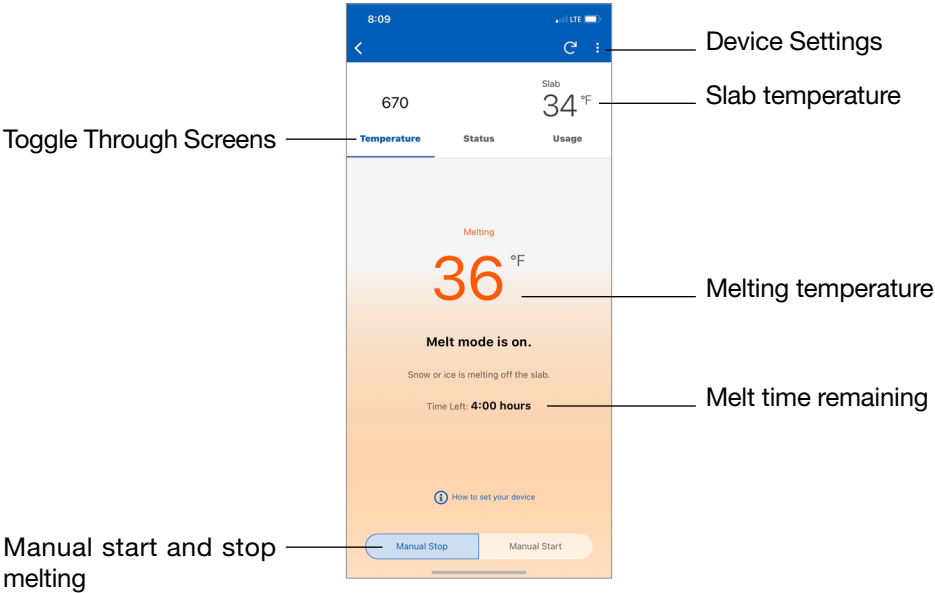 8:09
LTE
Device Settings
Slab
670
34 °F
Slab temperature
Toggle Through Screens
Temperature Status Usage
Melting
36 °F
Melting temperature
Melt mode is on.
Snow or ice is melting off the slab.
Time Left: 4:00 hours
Melt time remaining
How to set your device
Manual start and stop
melting
Manual Stop Manual Start